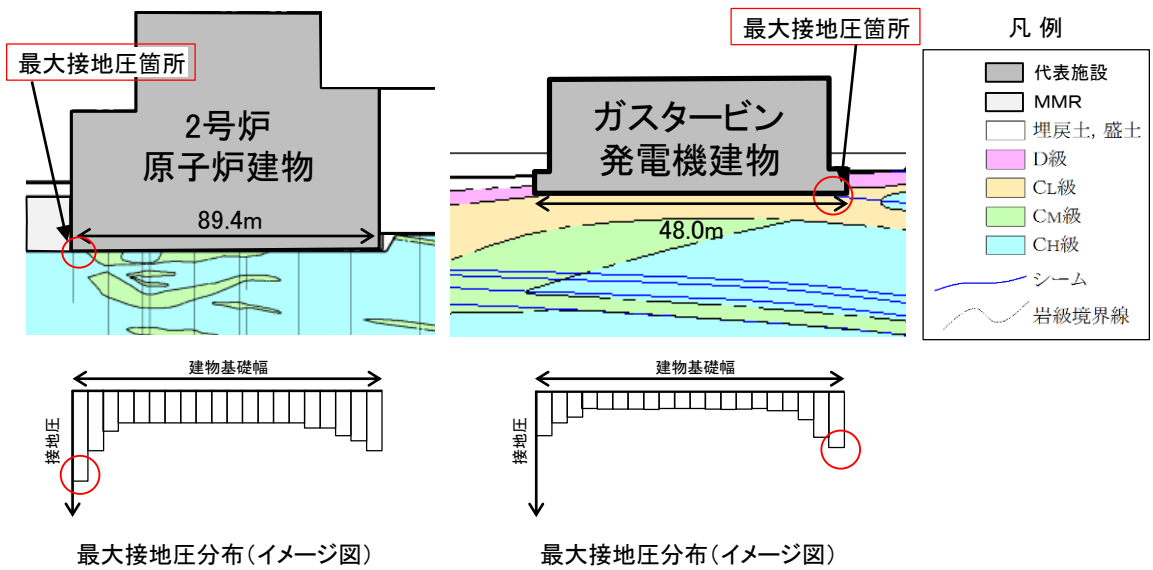 最大接地圧箇所
2号炉
原子炉建物
89.4m
建物基礎幅
接地圧
最大接地圧分布(イメージ図)
最大接地圧箇所
ガスタービン
発電機建物
48.0m
建物基礎幅
接地圧
最大接地圧分布(イメージ図)
凡 例
代表施設
MMR
埋戻土, 盛土
D級
CL級
CM級
CH級
シーム
岩級境界線